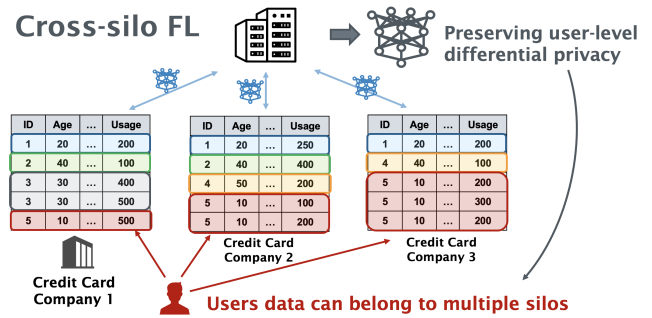 Cross-silo FL
Preserving user-level
differential privacy
ID Age ... Usage
1 20 ... 200
2 40 ... 100
3 30 ... 400
3 30 ... 500
5 10 ... 500
Credit Card
Company 1
ID Age ... Usage
1 20 ... 250
2 40 ... 400
4 50 ... 200
5 10 ... 100
5 10 ... 200
Credit Card
Company 2
ID Age ... Usage
1 20 ... 200
4 40 ... 100
5 10 ... 200
5 10 ... 300
5 10 ... 200
Credit Card
Company 3
Users data can belong to multiple silos